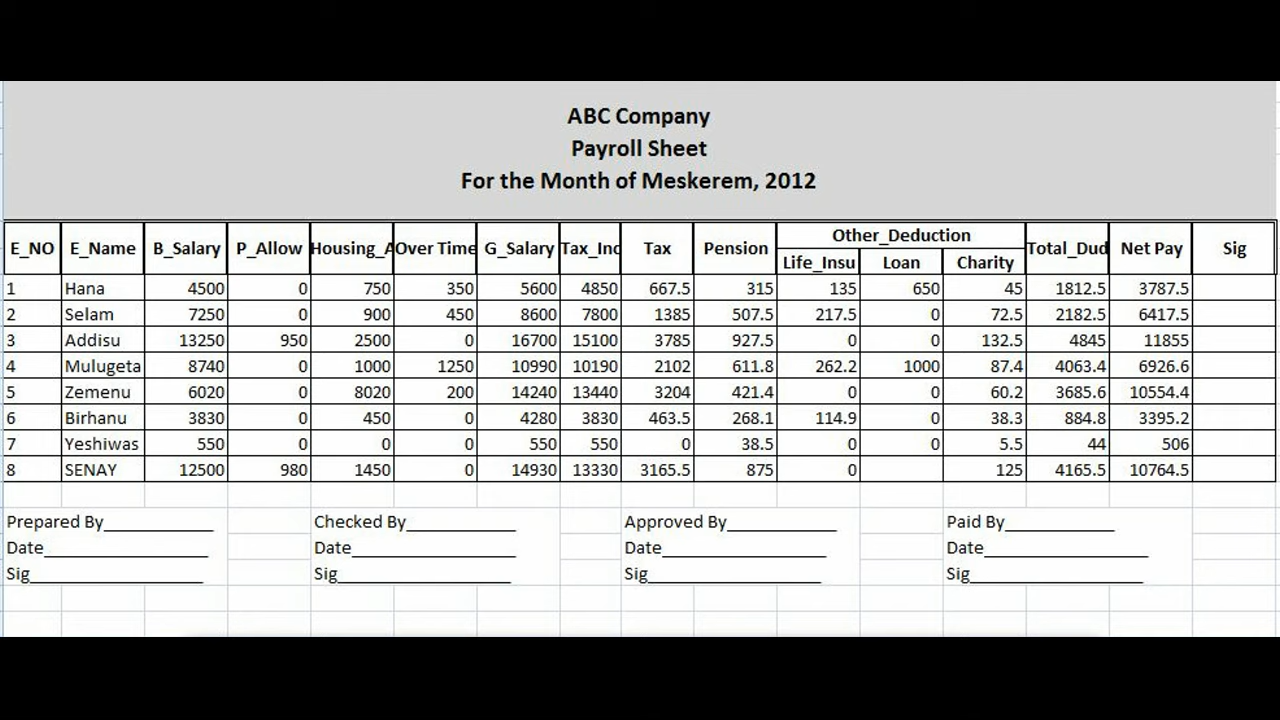 ABC Company
Payroll Sheet
For the Month of Meskerem, 2012
E_NO E_Name B_Salary P_Allow Housing_A Over Time G_Salary Tax_Inc Tax Pension Other_Deduction Total_Dud Net Pay Sig
Life_Insu Loan Charity
1 Hana 4500 0 750 350 5600 4850 667.5 315 135 650 45 1812.5 3787.5
2 Selam 7250 0 900 450 8600 7800 1385 507.5 217.5 0 72.5 2182.5 6417.5
3 Addisu 13250 950 2500 0 16700 15100 3785 927.5 0 0 132.5 4845 11855
4 Mulugeta 8740 0 1000 1250 10990 10190 2102 611.8 262.2 1000 87.4 4063.4 6926.6
5 Zemenu 6020 0 8020 200 14240 13440 3204 421.4 0 0 60.2 3685.6 10554.4
6 Birhanu 3830 0 450 0 4280 3830 463.5 268.1 114.9 0 38.3 884.8 3395.2
7 Yeshiwas 550 0 0 0 550 550 0 38.5 0 0 5.5 44 506
8 SENAY 12500 980 1450 0 14930 13330 3165.5 875 0 125 4165.5 10764.5
Prepared By____________ Checked By____________ Approved By____________ Paid By____________
Date__________________ Date__________________ Date__________________ Date__________________
Sig___________________ Sig___________________ Sig___________________ Sig___________________